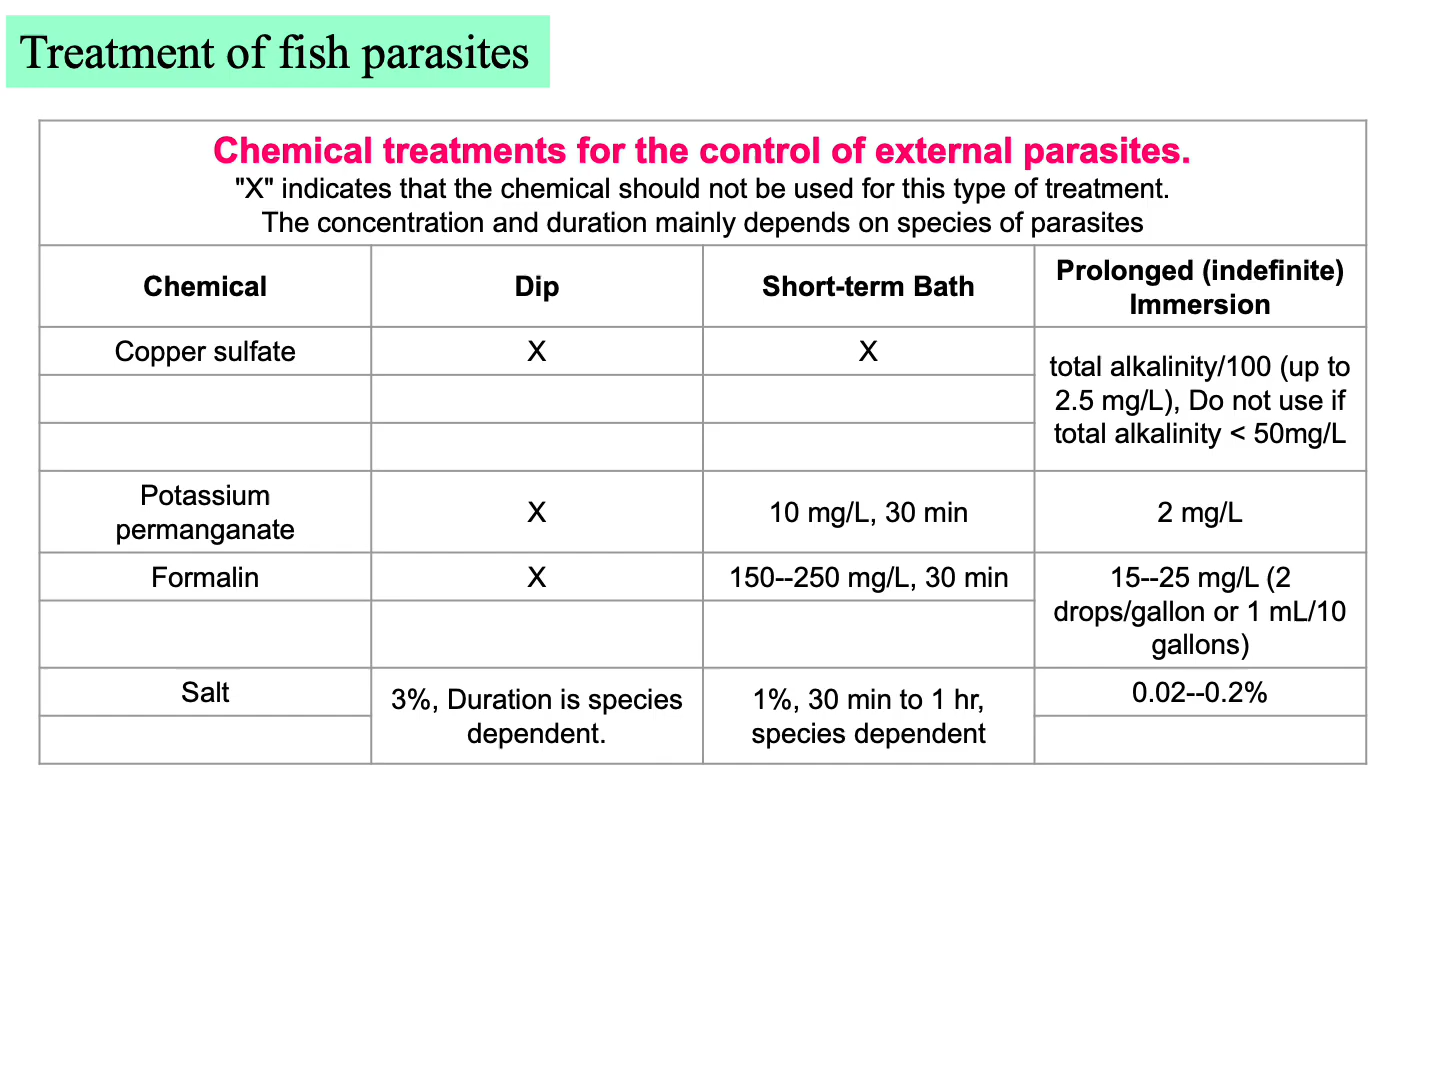 Treatment of fish parasites
Chemical treatments for the control of external parasites.
"X" indicates that the chemical should not be used for this type of treatment.
The concentration and duration mainly depends on species of parasites
Chemical
Dip
Short-term Bath
Prolonged (indefinite)
Immersion
Copper sulfate
X
X
total alkalinity/100 (up to
2.5 mg/L), Do not use if
total alkalinity < 50mg/L
Potassium
permanganate
X
10 mg/L, 30 min
2 mg/L
Formalin
X
150--250 mg/L, 30 min
15--25 mg/L (2
drops/gallon or 1 mL/10
gallons)
Salt
3%, Duration is species
dependent.
1%, 30 min to 1 hr,
species dependent
0.02--0.2%